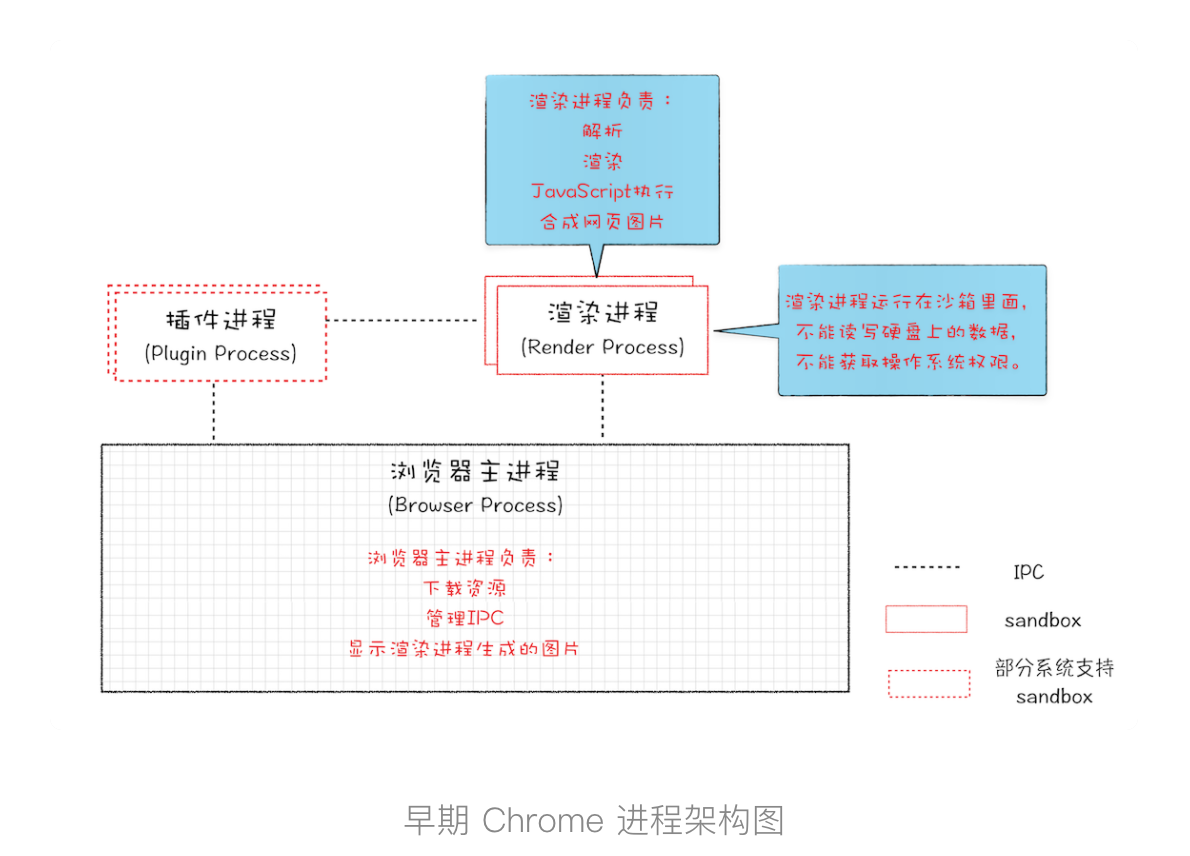 渲染进程负责：
解析
渲染
JavaScript执行
合成网页图片
插件进程
(Plugin Process)
渲染进程
(Render Process)
渲染进程运行在沙箱里面，
不能读写硬盘上的数据，
不能获取操作系统权限。
浏览器主进程
(Browser Process)
浏览器主进程负责：
下载资源
管理IPC
显示渲染进程生成的图片
IPC
sandbox
部分系统支持
sandbox
早期 Chrome 进程架构图